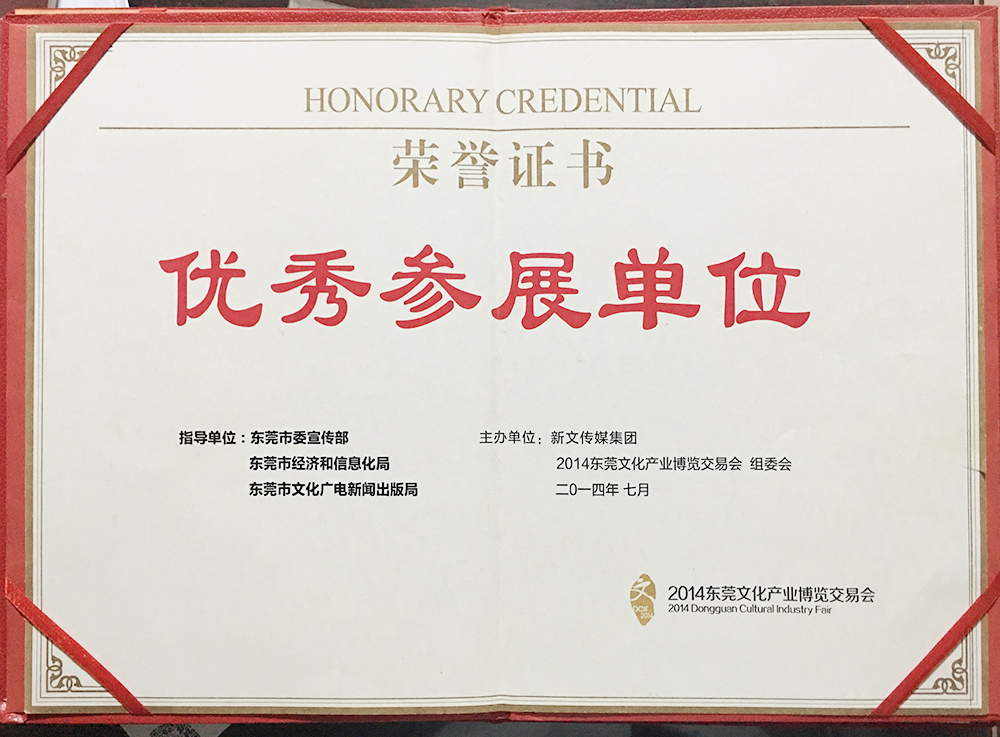 HONORARY CREDENTIAL
荣誉证书
优秀参展单位
指导单位：东莞市委宣传部
东莞市经济和信息化局
东莞市文化广电新闻出版局
主办单位：新文传媒集团
2014东莞文化产业博览交易会 组委会
二0一四年 七月
文
2014东莞文化产业博览交易会
2014 Dongguan Cultural Industry Fair